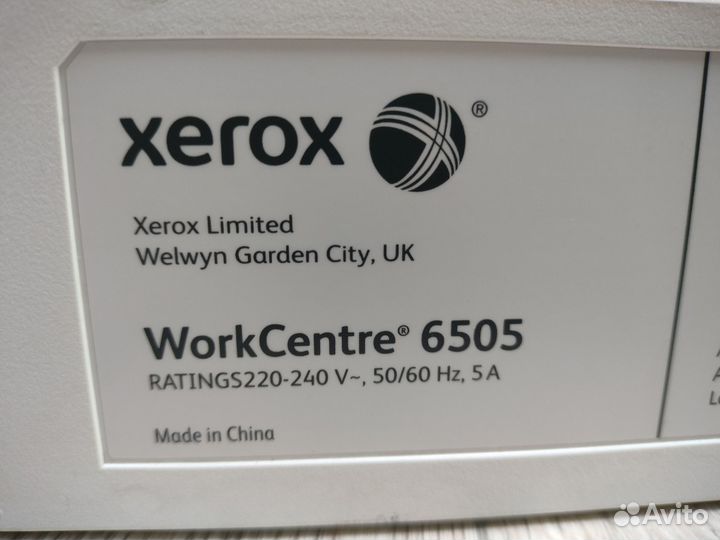 xerox ®
Xerox Limited
Welwyn Garden City, UK
WorkCentre® 6505
RATINGS220-240 V~, 50/60 Hz, 5 A
Made in China
Avito